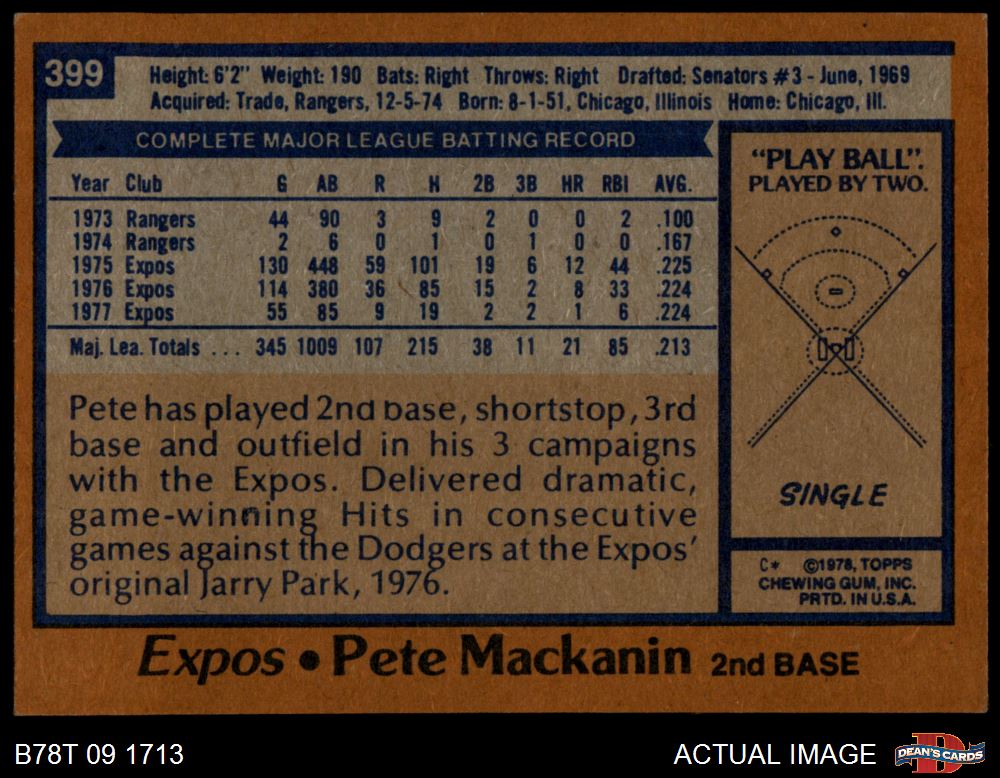 399
Height: 6'2" Weight: 190 Bats: Right Throws: Right Drafted: Senators #3 - June, 1969
Acquired: Trade, Rangers, 12-5-74 Born: 8-1-51, Chicago, Illinois Home: Chicago, Ill.
COMPLETE MAJOR LEAGUE BATTING RECORD
Year Club G AB R H 2B 3B HR RBI AVG.
1973 Rangers 44 90 3 9 2 0 0 2 .100
1974 Rangers 2 6 0 1 0 1 0 0 .167
1975 Expos 130 448 59 101 19 6 12 44 .225
1976 Expos 114 380 36 85 15 2 8 33 .224
1977 Expos 55 85 9 19 2 2 1 6 .224
Maj. Lea. Totals ... 345 1009 107 215 38 11 21 85 .213
Pete has played 2nd base, shortstop, 3rd
base and outfield in his 3 campaigns
with the Expos. Delivered dramatic,
game-winning Hits in consecutive
games against the Dodgers at the Expos'
original Jarry Park, 1976.
"PLAY BALL".
PLAYED BY TWO.
SINGLE
C* ©1978, TOPPS
CHEWING GUM, INC.
PRTD. IN U.S.A.
Expos • Pete Mackanin 2nd BASE
B78T 09 1713
ACTUAL IMAGE
DEAN'S CARDS